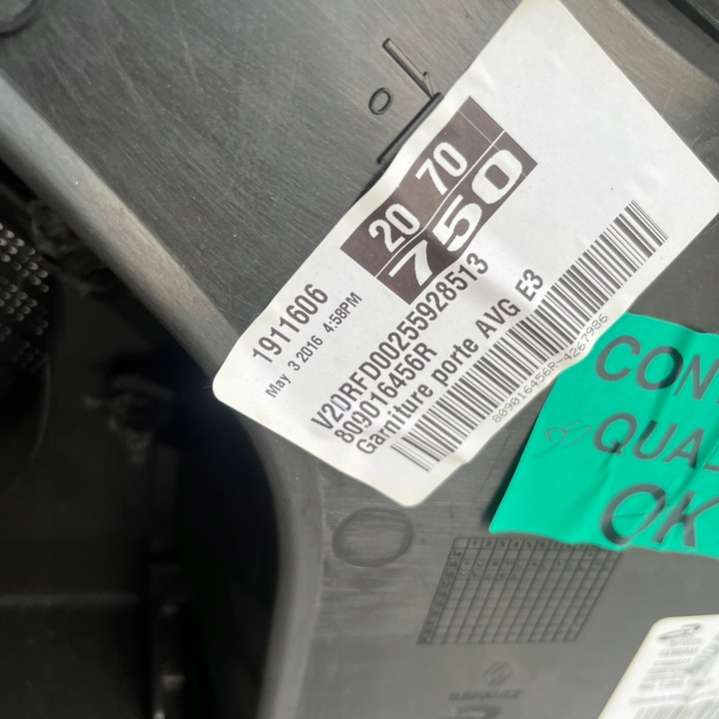 20 70
750
1911606
May 3 2016 4:58PM
V20RFD00255928513
809016456R
Garniture porte AVG E3
809016456R-4267986
CON
QUAL
OK